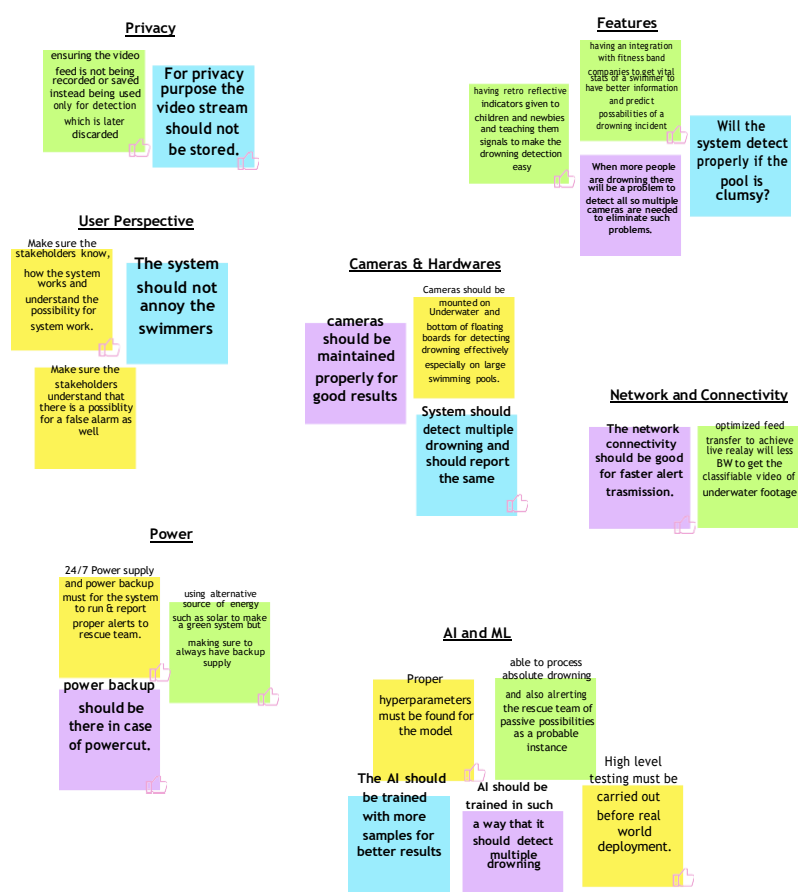 Privacy
ensuring the video
feed is not being
recorded or saved
instead being used
only for detection
which is later
discarded
For privacy
purpose the
video stream
should not
be stored.
Features
having retro reflective
indicators given to
children and newbies
and teaching them
signals to make the
drowning detection
easy
having an integration
with fitness band
companies to get vital
stats of a swimmer to
have better information
and predict
possabilities of a
drowning incident
When more people
are drowning there
will be a problem to
detect all so multiple
cameras are needed
to eliminate such
problems.
Will the
system detect
properly if the
pool is
clumsy?
User Perspective
Make sure the
stakeholders know,
how the system
works and
understand the
possibility for
system work.
The system
should not
annoy the
swimmers
Make sure the
stakeholders
understand that
there is a possiblity
for a false alarm as
well
Cameras & Hardwares
cameras
should be
maintained
properly for
good results
Cameras should be
mounted on
Underwater and
bottom of floating
boards for detecting
drowning effectively
especially on large
swimming pools.
System should
detect multiple
drowning and
should report
the same
Network and Connectivity
The network
connectivity
should be good
for faster alert
trasmission.
optimized feed
transfer to achieve
live realay will less
BW to get the
classifiable video of
underwater footage
Power
24/7 Power supply
and power backup
must for the system
to run & report
proper alerts to
rescue team.
using alternative
source of energy
such as solar to make
a green system but
making sure to
always have backup
supply
power backup
should be
there in case
of powercut.
AI and ML
Proper
hyperparameters
must be found for
the model
able to process
absolute drowning
and also alrerting
the rescue team of
passive possibilities
as a probable
instance
The AI should
be trained
with more
samples for
better results
AI should be
trained in such
a way that it
should detect
multiple
drowning
High level
testing must be
carried out
before real
world
deployment.